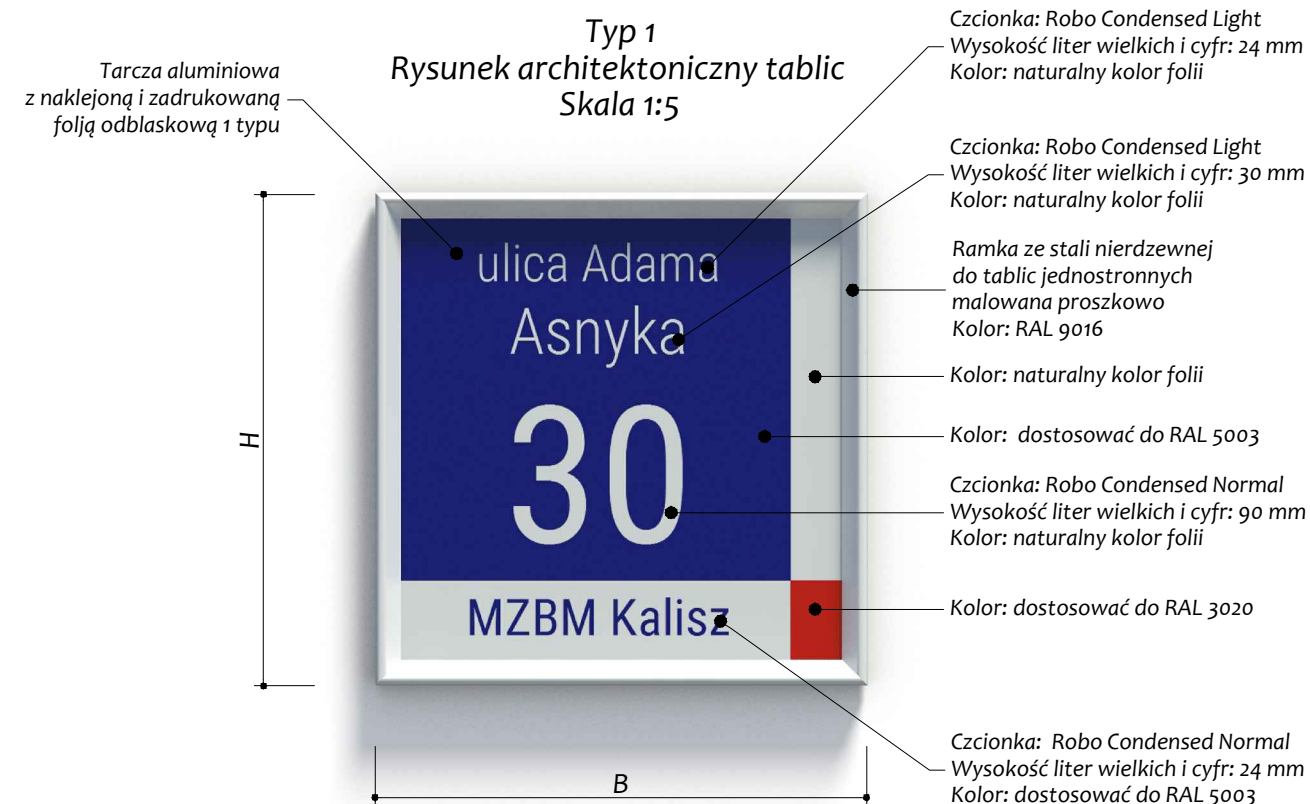 Typ 1
Rysunek architektoniczny tablic
Skala 1:5
Tarcza aluminiowa
z naklejoną i zadrukowaną
folją odblaskową 1 typu
Czcionka: Robo Condensed Light
Wysokość liter wielkich i cyfr: 24 mm
Kolor: naturalny kolor folii
Czcionka: Robo Condensed Light
Wysokość liter wielkich i cyfr: 30 mm
Kolor: naturalny kolor folii
Ramka ze stali nierdzewnej
do tablic jednostronnych
malowana proszkowo
Kolor: RAL 9016
Kolor: naturalny kolor folii
Kolor: dostosować do RAL 5003
Czcionka: Robo Condensed Normal
Wysokość liter wielkich i cyfr: 90 mm
Kolor: naturalny kolor folii
Kolor: dostosować do RAL 3020
Czcionka: Robo Condensed Normal
Wysokość liter wielkich i cyfr: 24 mm
Kolor: dostosować do RAL 5003
ulica Adama
Asnyka
30
MZBM Kalisz
H
B